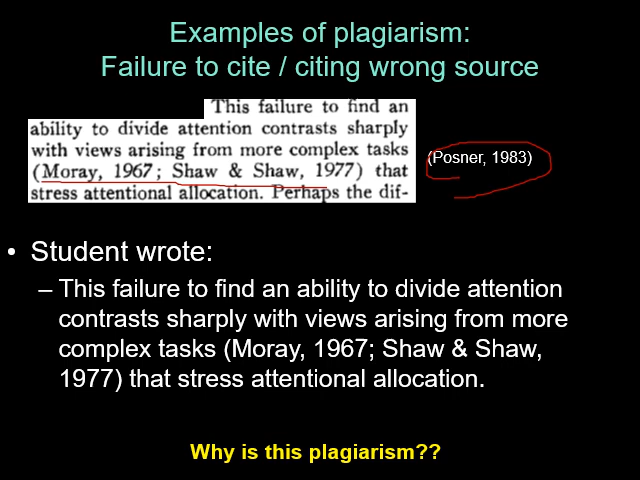 Examples of plagiarism:
Failure to cite / citing wrong source
This failure to find an
ability to divide attention contrasts sharply
with views arising from more complex tasks
(Moray, 1967; Shaw & Shaw, 1977) that
stress attentional allocation. Perhaps the dif-
(Posner, 1983)
• Student wrote:
– This failure to find an ability to divide attention
contrasts sharply with views arising from more
complex tasks (Moray, 1967; Shaw & Shaw,
1977) that stress attentional allocation.
Why is this plagiarism??